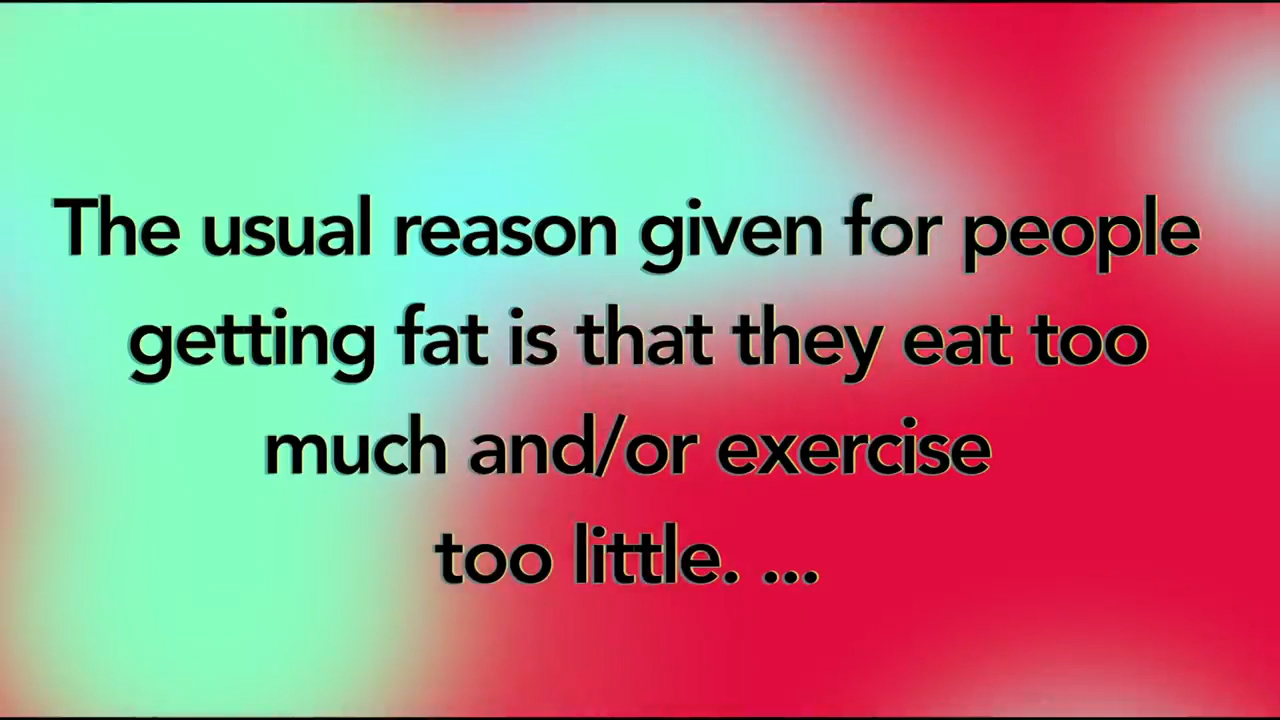 The usual reason given for people
getting fat is that they eat too
much and/or exercise
too little. ...